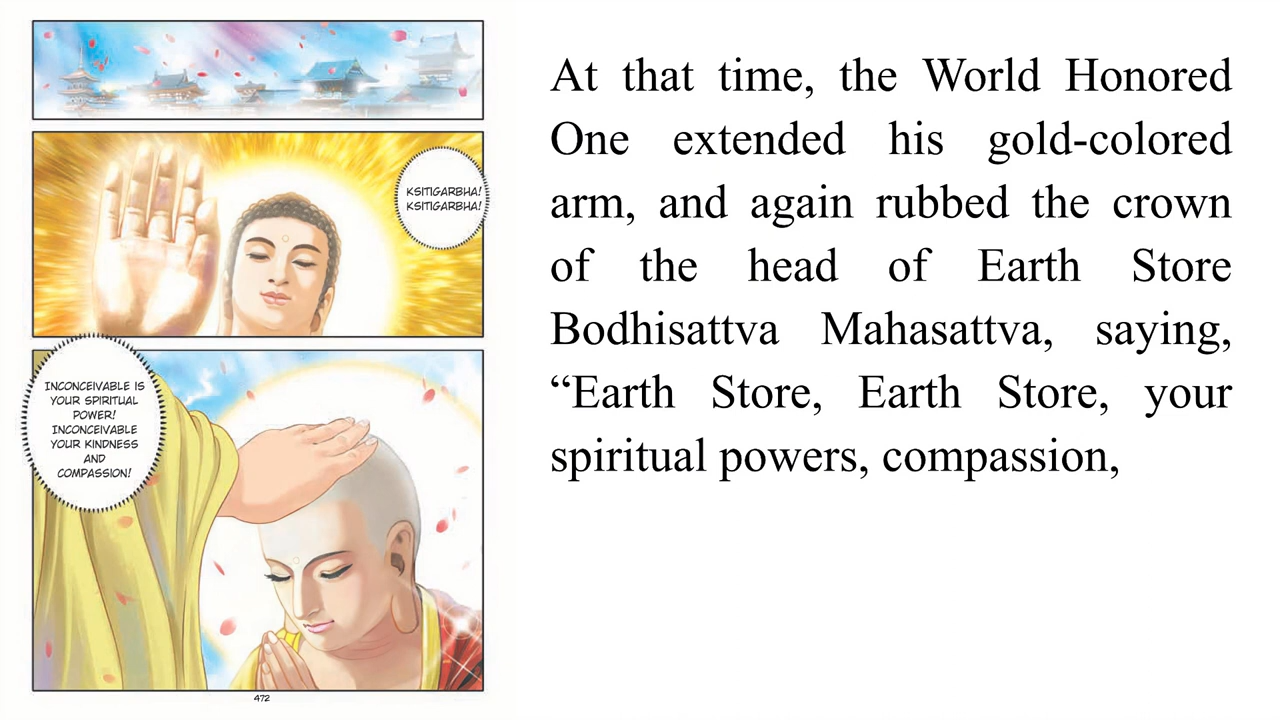 KSITIGARBHA!
KSITIGARBHA!
INCONCEIVABLE IS
YOUR SPIRITUAL
POWER!
INCONCEIVABLE
YOUR KINDNESS
AND
COMPASSION!
472
At that time, the World Honored
One extended his gold-colored
arm, and again rubbed the crown
of the head of Earth Store
Bodhisattva Mahasattva, saying,
“Earth Store, Earth Store, your
spiritual powers, compassion,